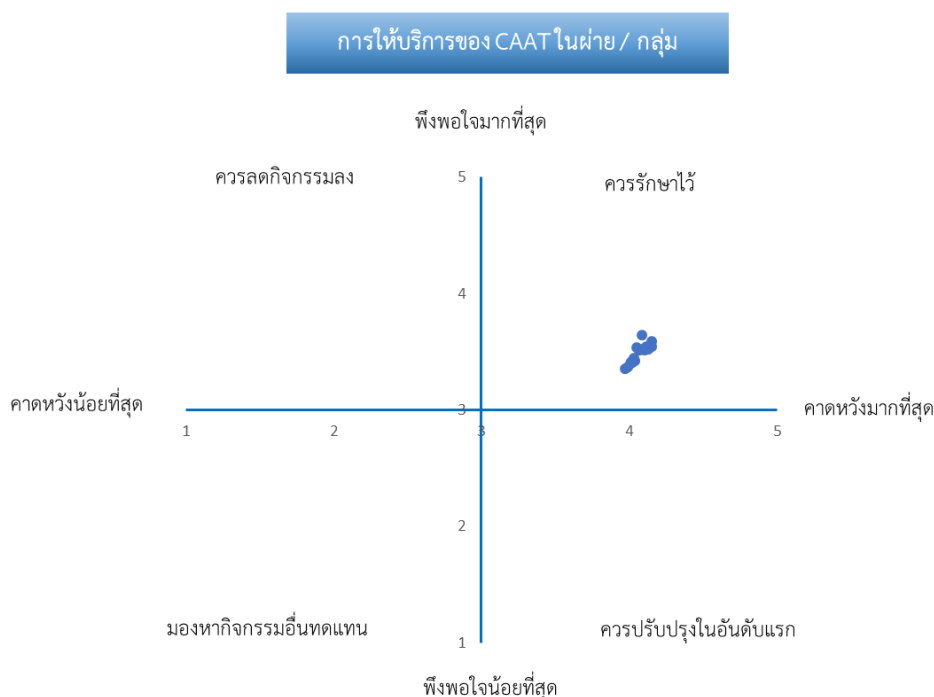 การให้บริการของ CAAT ในฝ่าย / กลุ่ม
พึงพอใจมากที่สุด
ควรลดกิจกรรมลง
5
ควรรักษาไว้
4
คาดหวังน้อยที่สุด
3
คาดหวังมากที่สุด
1
2
3
4
5
2
มองหากิจกรรมอื่นทดแทน
1
ควรปรับปรุงในอันดับแรก
พึงพอใจน้อยที่สุด